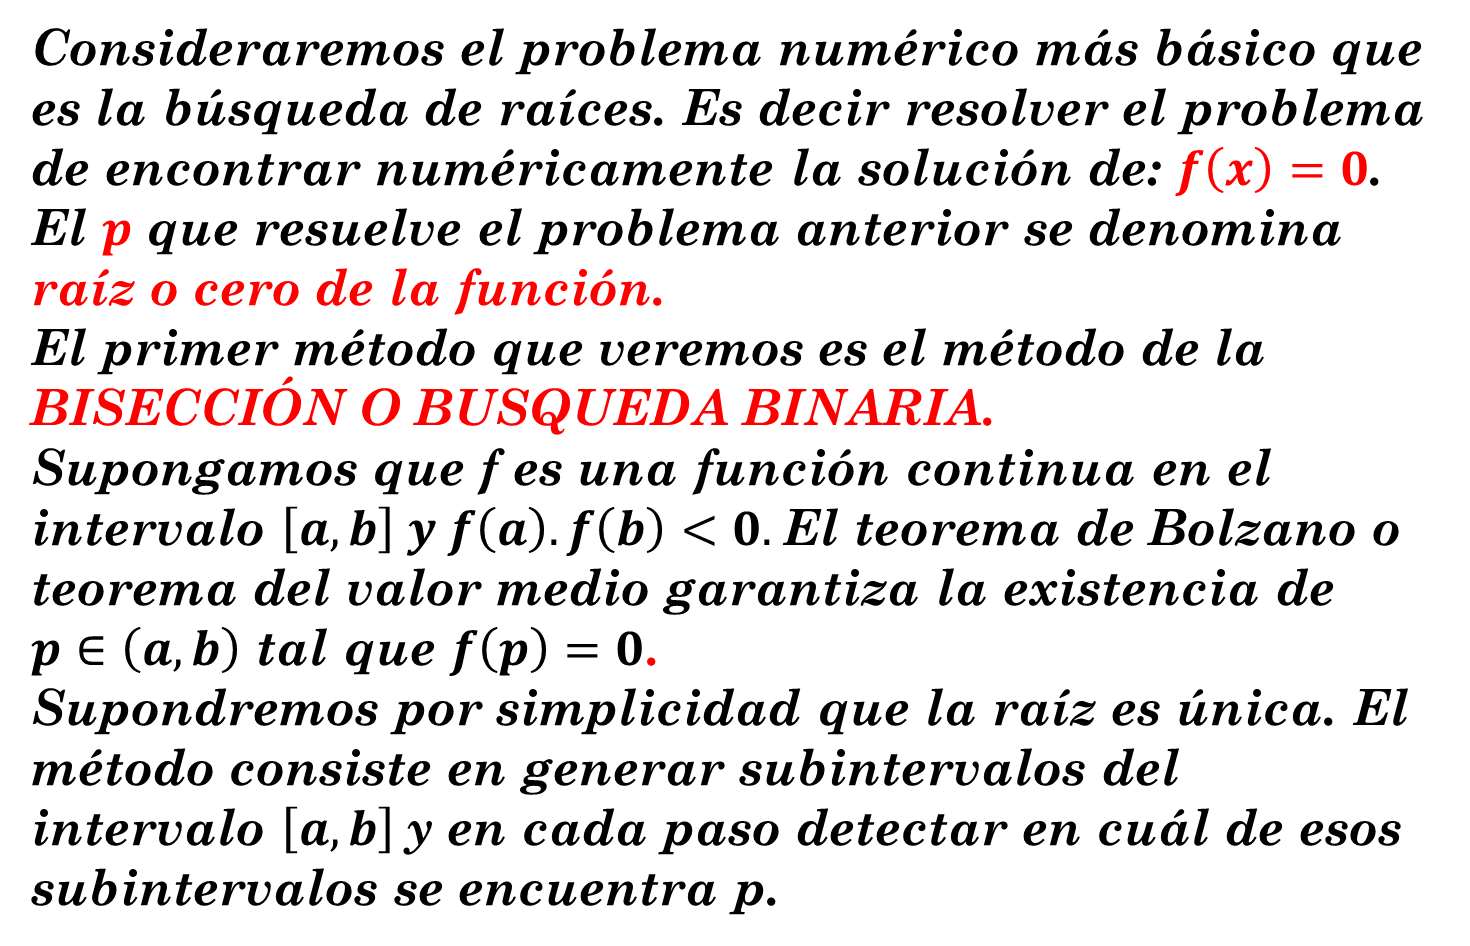 Consideraremos el problema numérico más básico que
es la búsqueda de raíces. Es decir resolver el problema
de encontrar numéricamente la solución de: f(x) = 0.
El p que resuelve el problema anterior se denomina
raíz o cero de la función.
El primer método que veremos es el método de la
BISECCIÓN O BUSQUEDA BINARIA.
Supongamos que f es una función continua en el
intervalo [a, b] y f(a). f(b) < 0. El teorema de Bolzano o
teorema del valor medio garantiza la existencia de
p ∈ (a, b) tal que f(p) = 0.
Supondremos por simplicidad que la raíz es única. El
método consiste en generar subintervalos del
intervalo [a, b] y en cada paso detectar en cuál de esos
subintervalos se encuentra p.